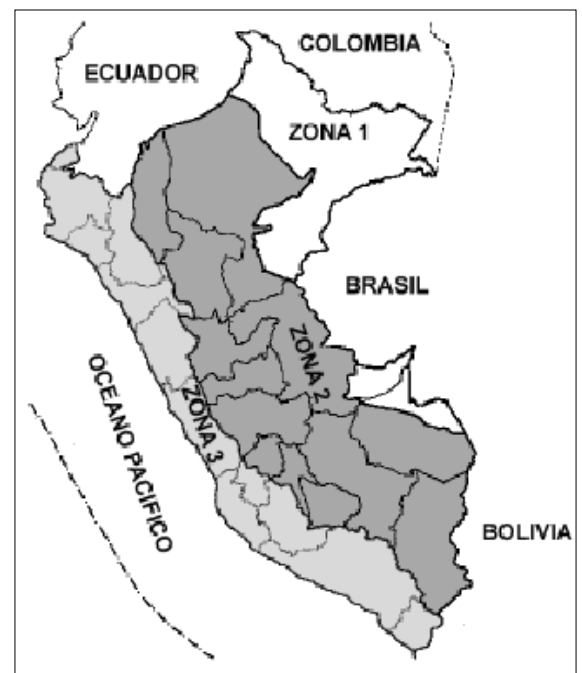 COLOMBIA
ECUADOR
ZONA 1
BRASIL
ZONA 2
OCEANO PACIFICO
ZONA 3
BOLIVIA